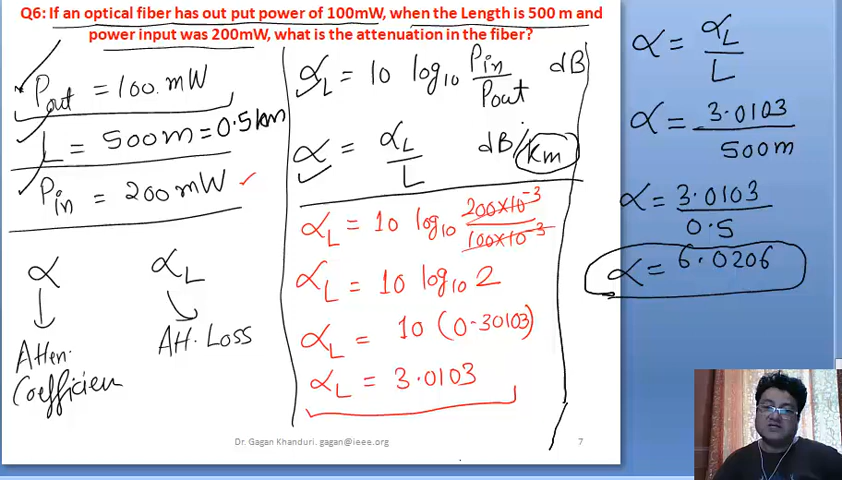 Q6: If an optical fiber has out put power of 100mW, when the Length is 500 m and
power input was 200mW, what is the attenuation in the fiber?
Pout = 100. mW
L = 500m = 0.5km
Pin = 200mW
α αL
Atten. Att. Loss
Coefficien
αL = 10 log10 Pin/Pout dB
α = αL/L dB/Km
αL = 10 log10 200×10-3/100×10-3
αL = 10 log10 2
αL = 10 (0.30103)
αL = 3.0103
α = αL/L
α = 3.0103/500m
α = 3.0103/0.5
α = 6.0206
Dr. Gagan Khanduri. gagan@ieee.org 7